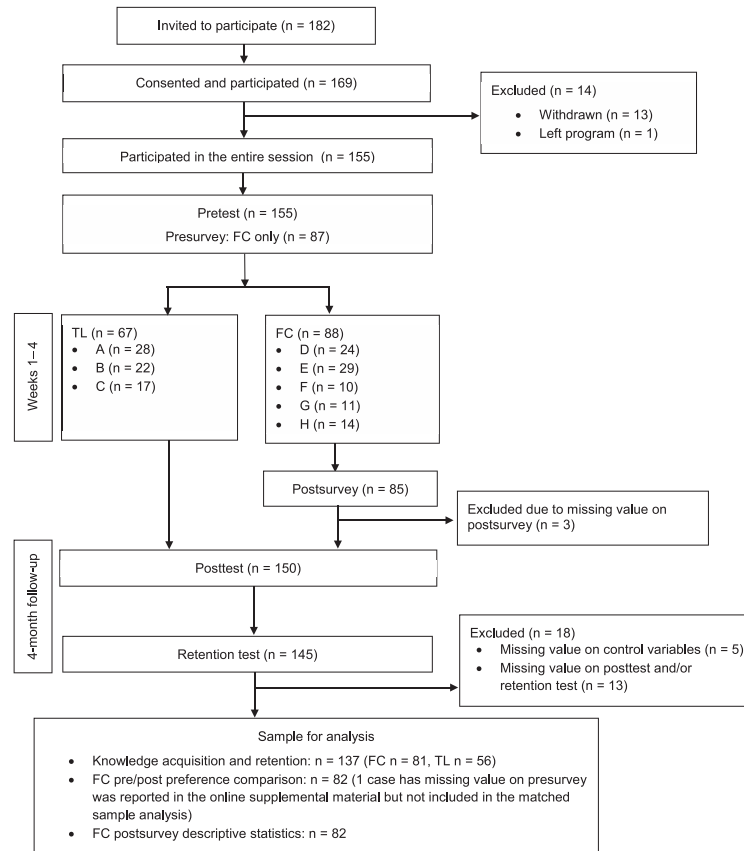 Invited to participate (n = 182)
Consented and participated (n = 169)
Excluded (n = 14)
• Withdrawn (n = 13)
• Left program (n = 1)
Participated in the entire session (n = 155)
Pretest (n = 155)
Presurvey: FC only (n = 87)
Weeks 1–4
TL (n = 67)
• A (n = 28)
• B (n = 22)
• C (n = 17)
FC (n = 88)
• D (n = 24)
• E (n = 29)
• F (n = 10)
• G (n = 11)
• H (n = 14)
Postsurvey (n = 85)
Excluded due to missing value on
postsurvey (n = 3)
4-month follow-up
Posttest (n = 150)
Retention test (n = 145)
Excluded (n = 18)
• Missing value on control variables (n = 5)
• Missing value on posttest and/or
retention test (n = 13)
Sample for analysis
• Knowledge acquisition and retention: n = 137 (FC n = 81, TL n = 56)
• FC pre/post preference comparison: n = 82 (1 case has missing value on presurvey
was reported in the online supplemental material but not included in the matched
sample analysis)
• FC postsurvey descriptive statistics: n = 82